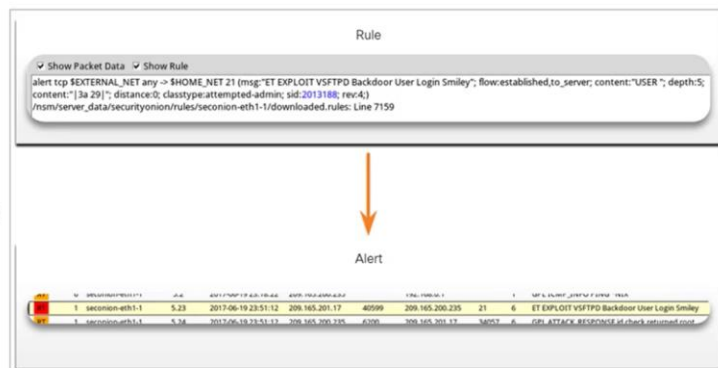 Rule
Show Packet Data Show Rule
alert tcp $EXTERNAL_NET any -> $HOME_NET 21 (msg:"ET EXPLOIT VSFTPD Backdoor User Login Smiley"; flow:established,to_server; content:"USER "; depth:5;
content:"|3a 29|"; distance:0; classtype:attempted-admin; sid:2013188; rev:4;)
/nsm/server_data/securityonion/rules/seconion-eth1-1/downloaded.rules: Line 7159
Alert
RT 1 seconion-eth1-1 5.23 2017-06-19 23:51:12 209.165.201.17 40599 209.165.200.235 21 6 ET EXPLOIT VSFTPD Backdoor User Login Smiley
RT 1 seconion-eth1-1 5.24 2017-06-19 23:51:12 209.165.200.235 6200 209.165.201.17 34057 6 GPL ATTACK_RESPONSE id check returned root